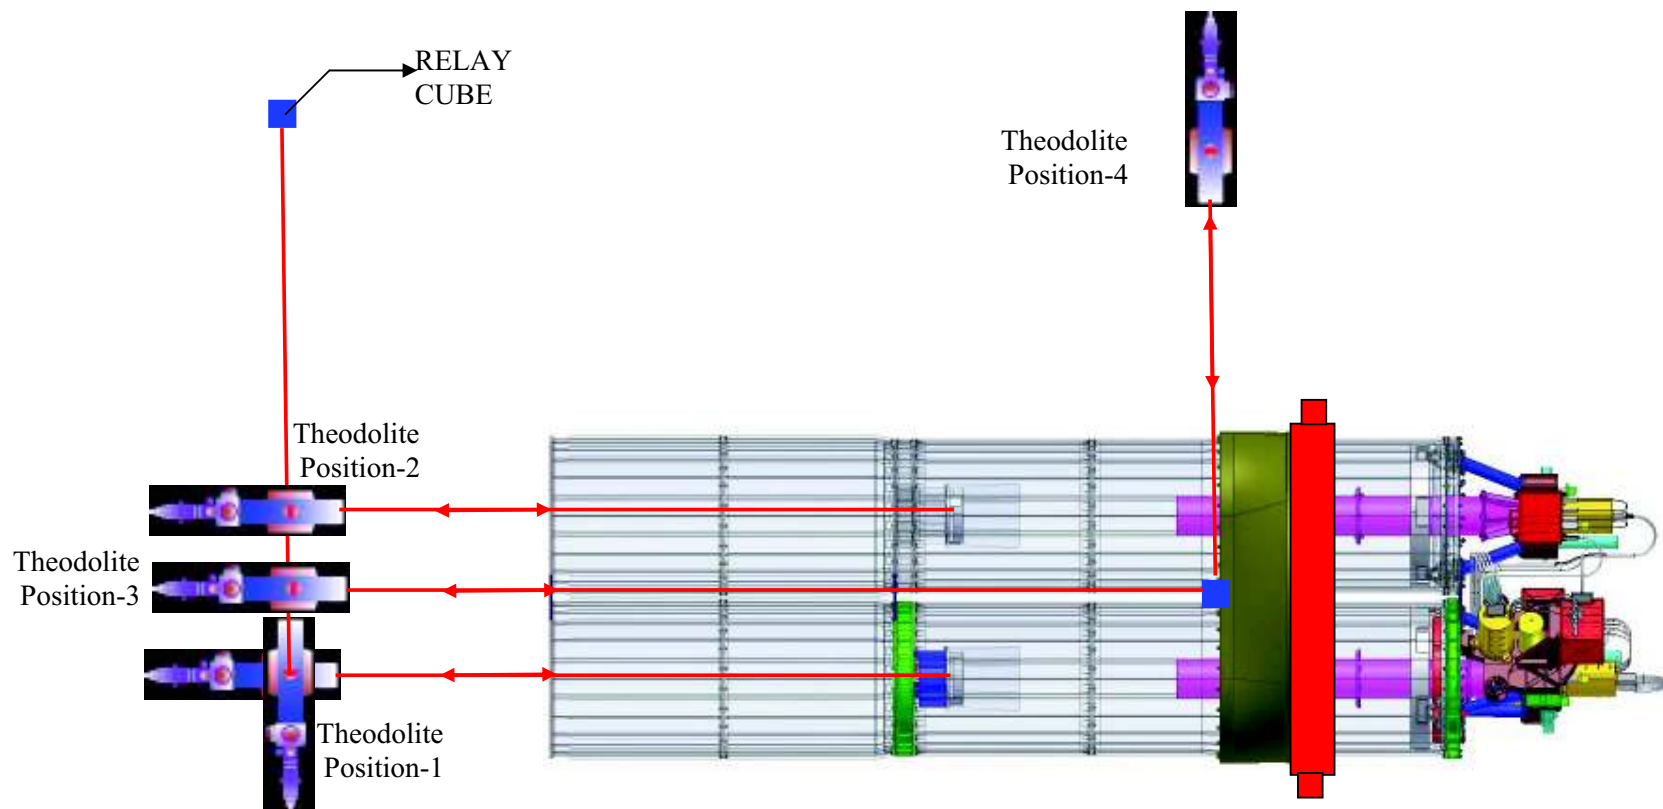 RELAY
CUBE
Theodolite
Position-4
Theodolite
Position-2
Theodolite
Position-3
Theodolite
Position-1